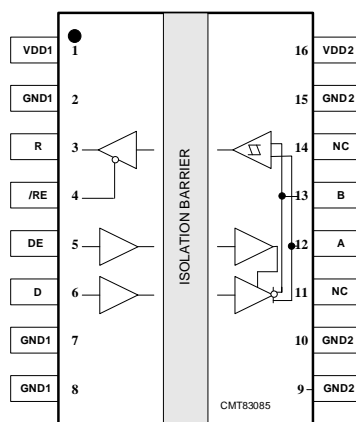 VDD1 1 16 VDD2
GND1 2 15 GND2
R 3 14 NC
/RE 4 13 B
DE 5 12 A
D 6 11 NC
GND1 7 10 GND2
GND1 8 9 GND2
ISOLATION BARRIER
CMT83085